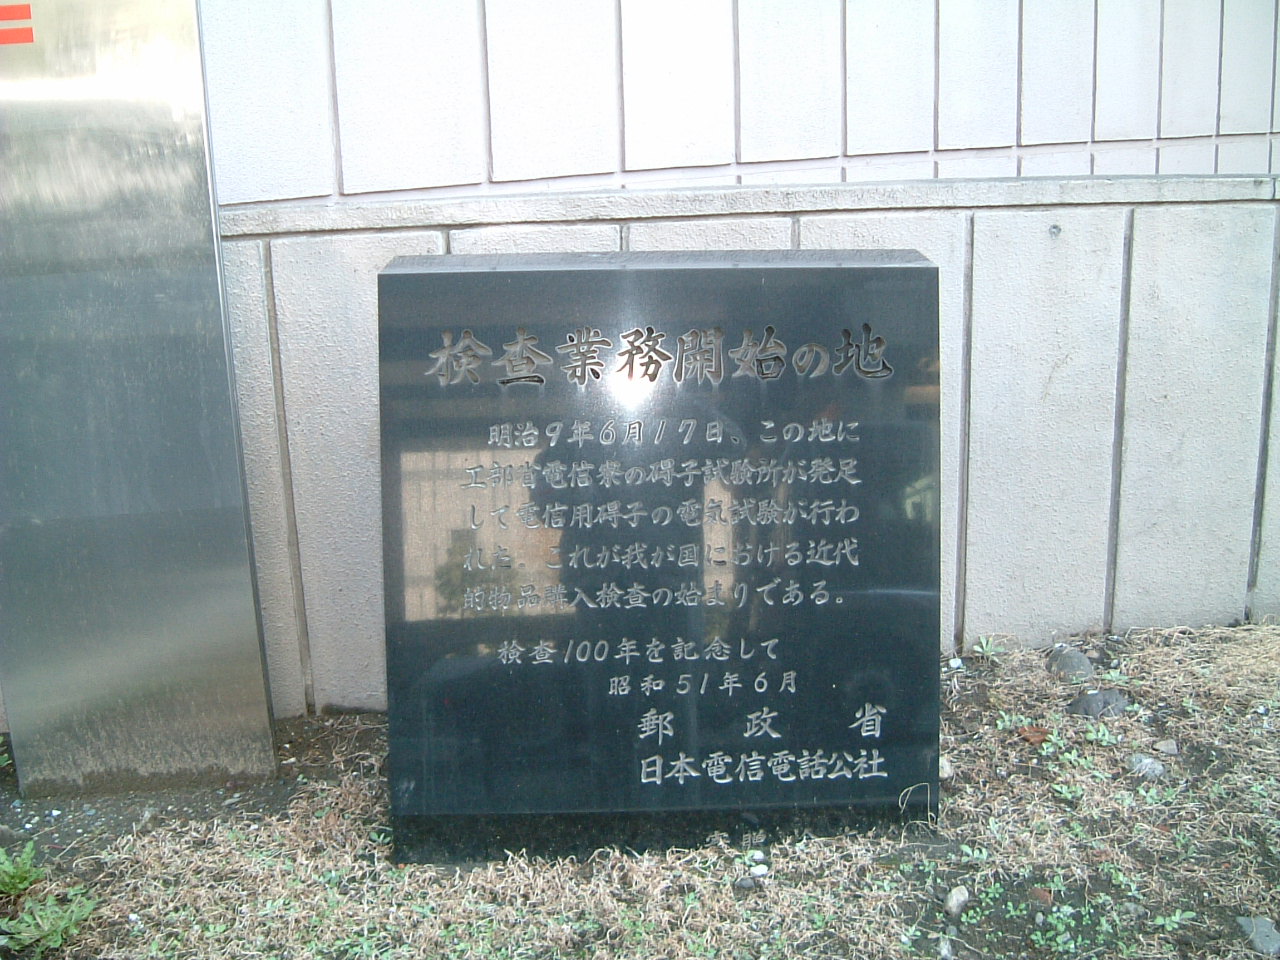 検査業務開始の地
明治9年6月17日、この地に
工部省電信寮の碍子試験所が発足
して電信用碍子の電気試験が行わ
れた。これが我が国における近代
的物品購入検査の始まりである。
検査100年を記念して
昭和51年6月
郵政省
日本電信電話公社